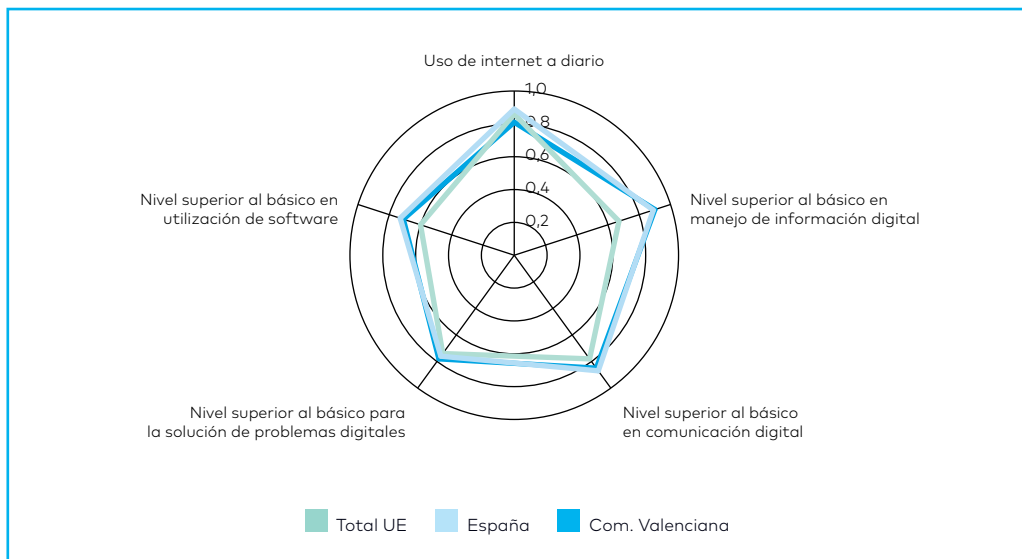 Uso de internet a diario
1,0
0,8
0,6
0,4
0,2
Nivel superior al básico en
utilización de software
Nivel superior al básico en
manejo de información digital
Nivel superior al básico para
la solución de problemas digitales
Nivel superior al básico
en comunicación digital
Total UE
España
Com. Valenciana